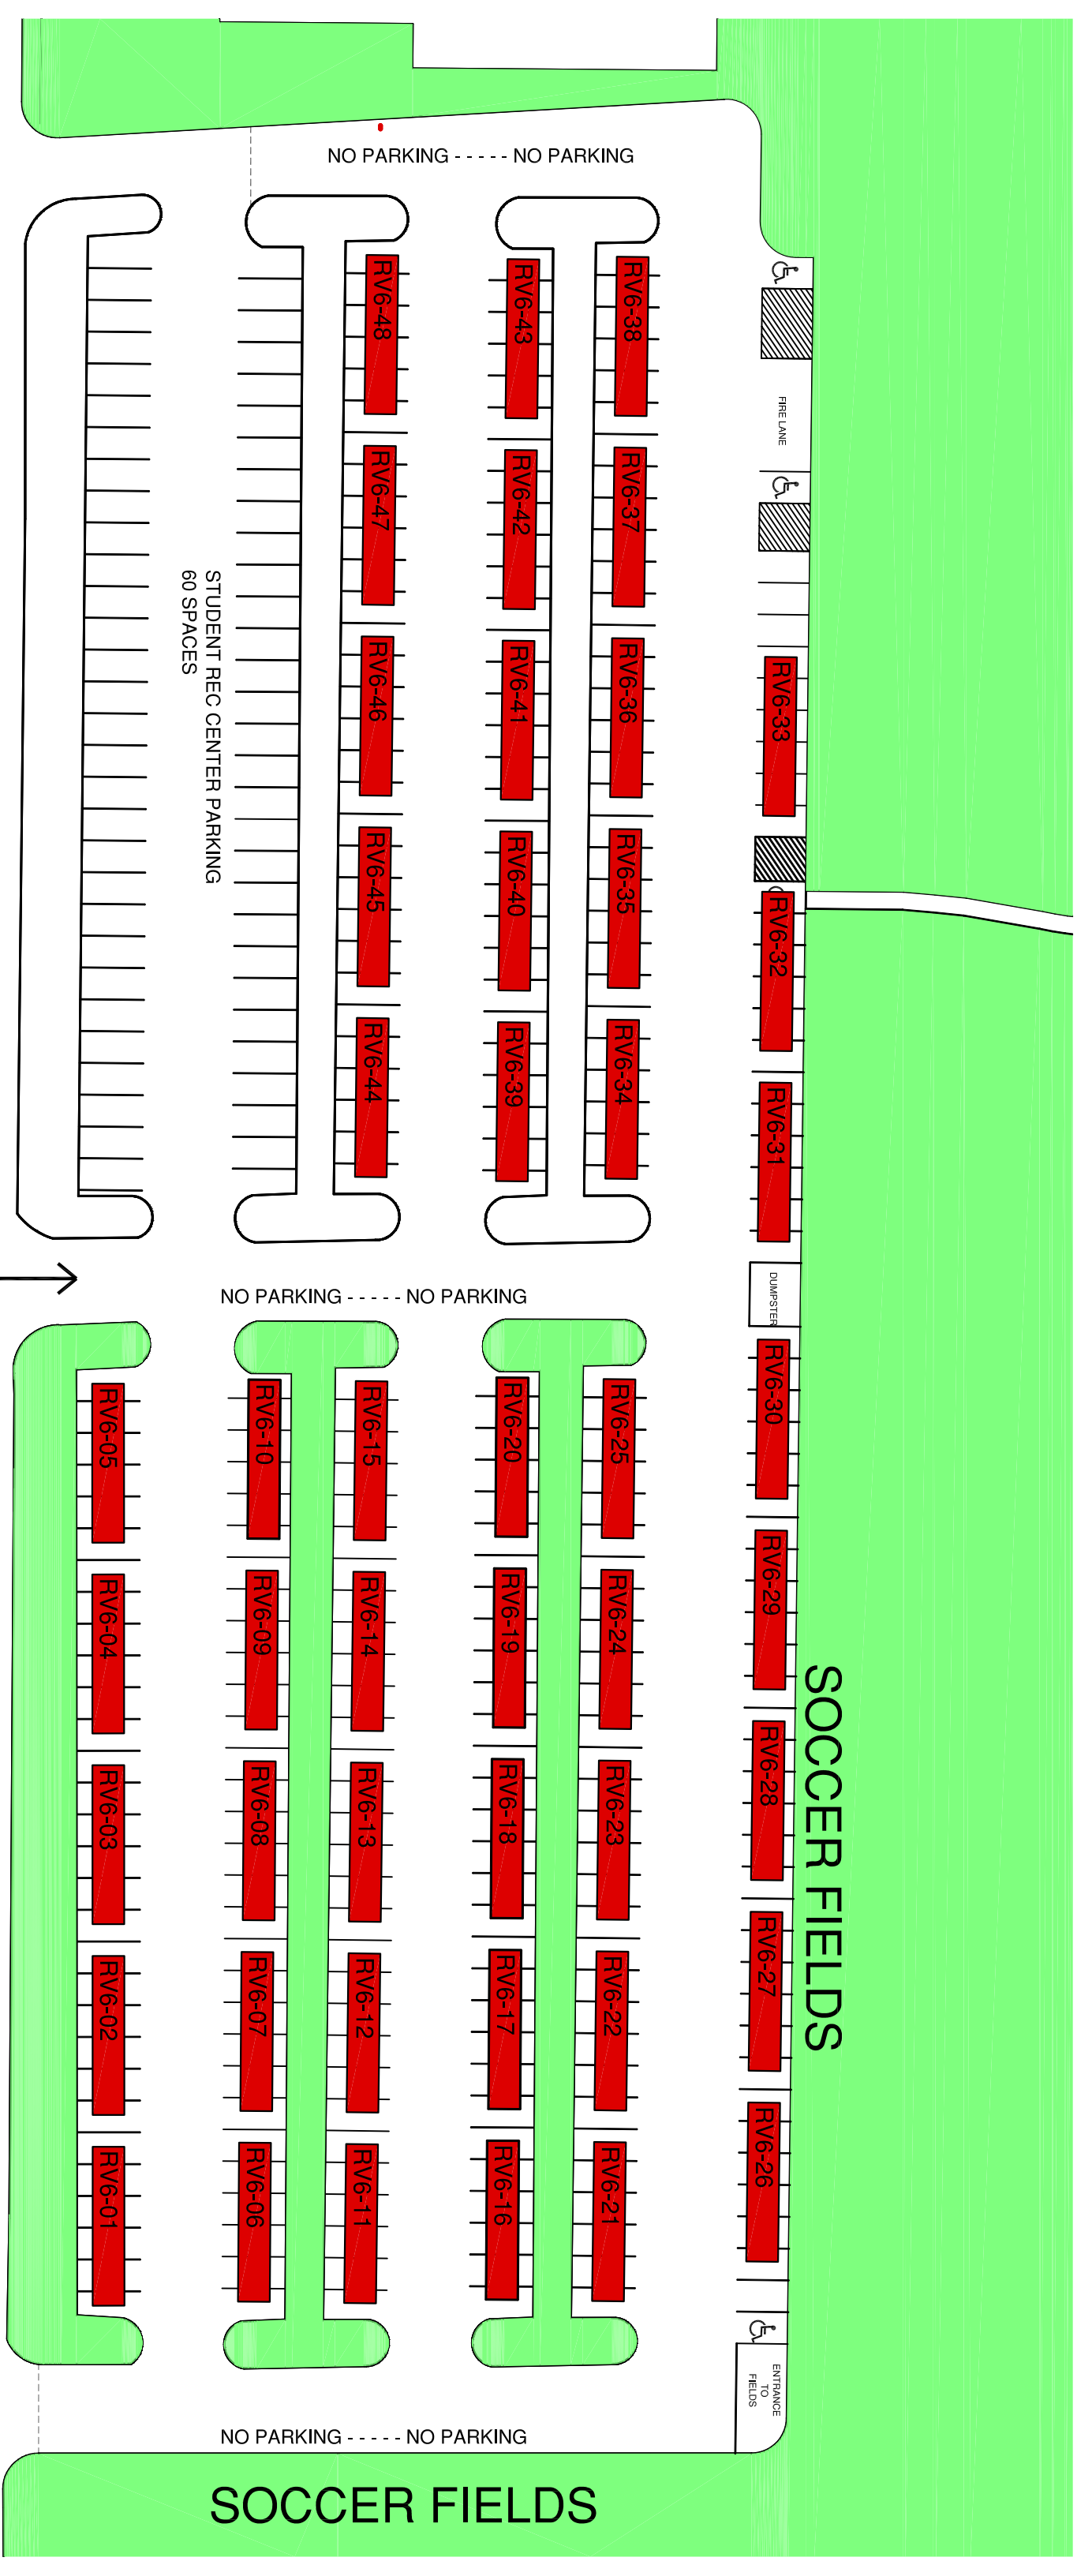 NO PARKING - - - - - NO PARKING
RV6-48
RV6-43
RV6-38
FIRE LANE
RV6-47
RV6-42
RV6-37
STUDENT REC CENTER PARKING
60 SPACES
RV6-46
RV6-41
RV6-36
RV6-33
RV6-45
RV6-40
RV6-35
RV6-32
RV6-44
RV6-39
RV6-34
RV6-31
DUMPSTER
NO PARKING - - - - - NO PARKING
RV6-05
RV6-10
RV6-15
RV6-20
RV6-25
RV6-30
RV6-04
RV6-09
RV6-14
RV6-19
RV6-24
RV6-29
SOCCER FIELDS
RV6-03
RV6-08
RV6-13
RV6-18
RV6-23
RV6-28
RV6-02
RV6-07
RV6-12
RV6-17
RV6-22
RV6-27
RV6-01
RV6-06
RV6-11
RV6-16
RV6-21
RV6-26
ENTRANCE
TO
FIELDS
NO PARKING - - - - - NO PARKING
SOCCER FIELDS